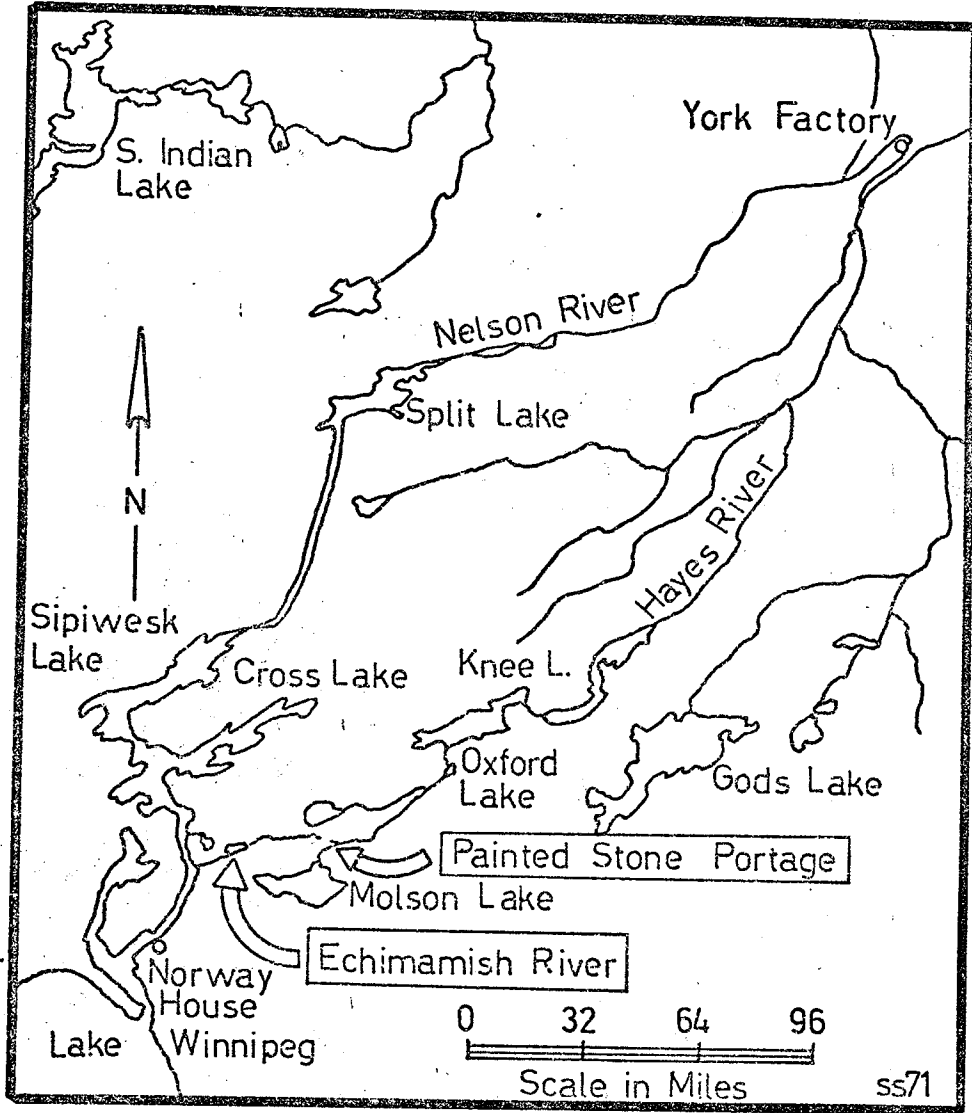 York Factory
S. Indian
Lake
Nelson River
Split Lake
N
Hayes River
Sipiwesk
Lake
Cross Lake
Knee L.
Oxford
Lake
Gods Lake
Painted Stone Portage
Molson Lake
Echimamish River
Norway
House
Lake Winnipeg
0 32 64 96
Scale in Miles
ss71